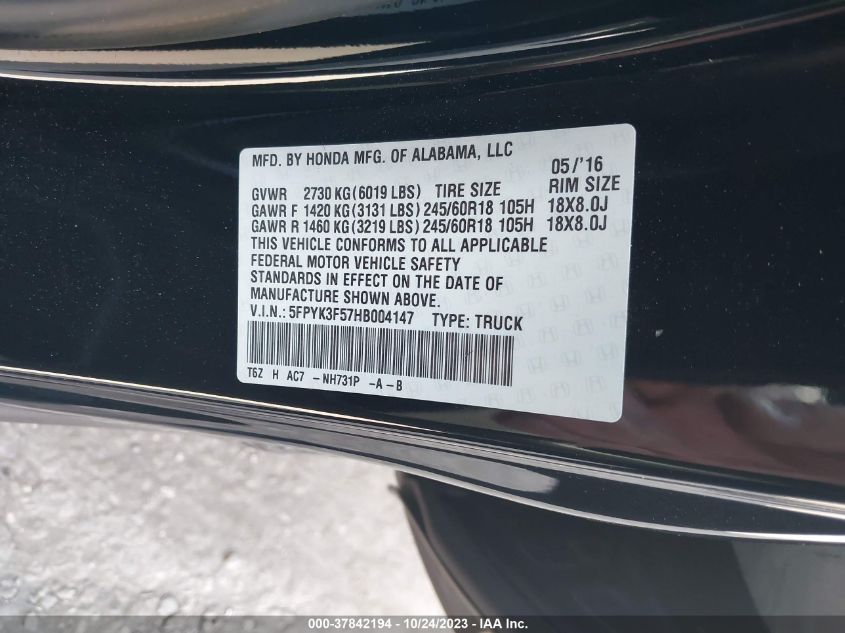 MFD. BY HONDA MFG. OF ALABAMA, LLC 05/'16
GVWR 2730 KG(6019 LBS) TIRE SIZE RIM SIZE
GAWR F 1420 KG(3131 LBS) 245/60R18 105H 18X8.0J
GAWR R 1460 KG(3219 LBS) 245/60R18 105H 18X8.0J
THIS VEHICLE CONFORMS TO ALL APPLICABLE
FEDERAL MOTOR VEHICLE SAFETY
STANDARDS IN EFFECT ON THE DATE OF
MANUFACTURE SHOWN ABOVE.
V.I.N.: 5FPYK3F57HB004147 TYPE: TRUCK
T6Z H AC7 -NH731P -A-B
000-37842194 - 10/24/2023 - IAA Inc.